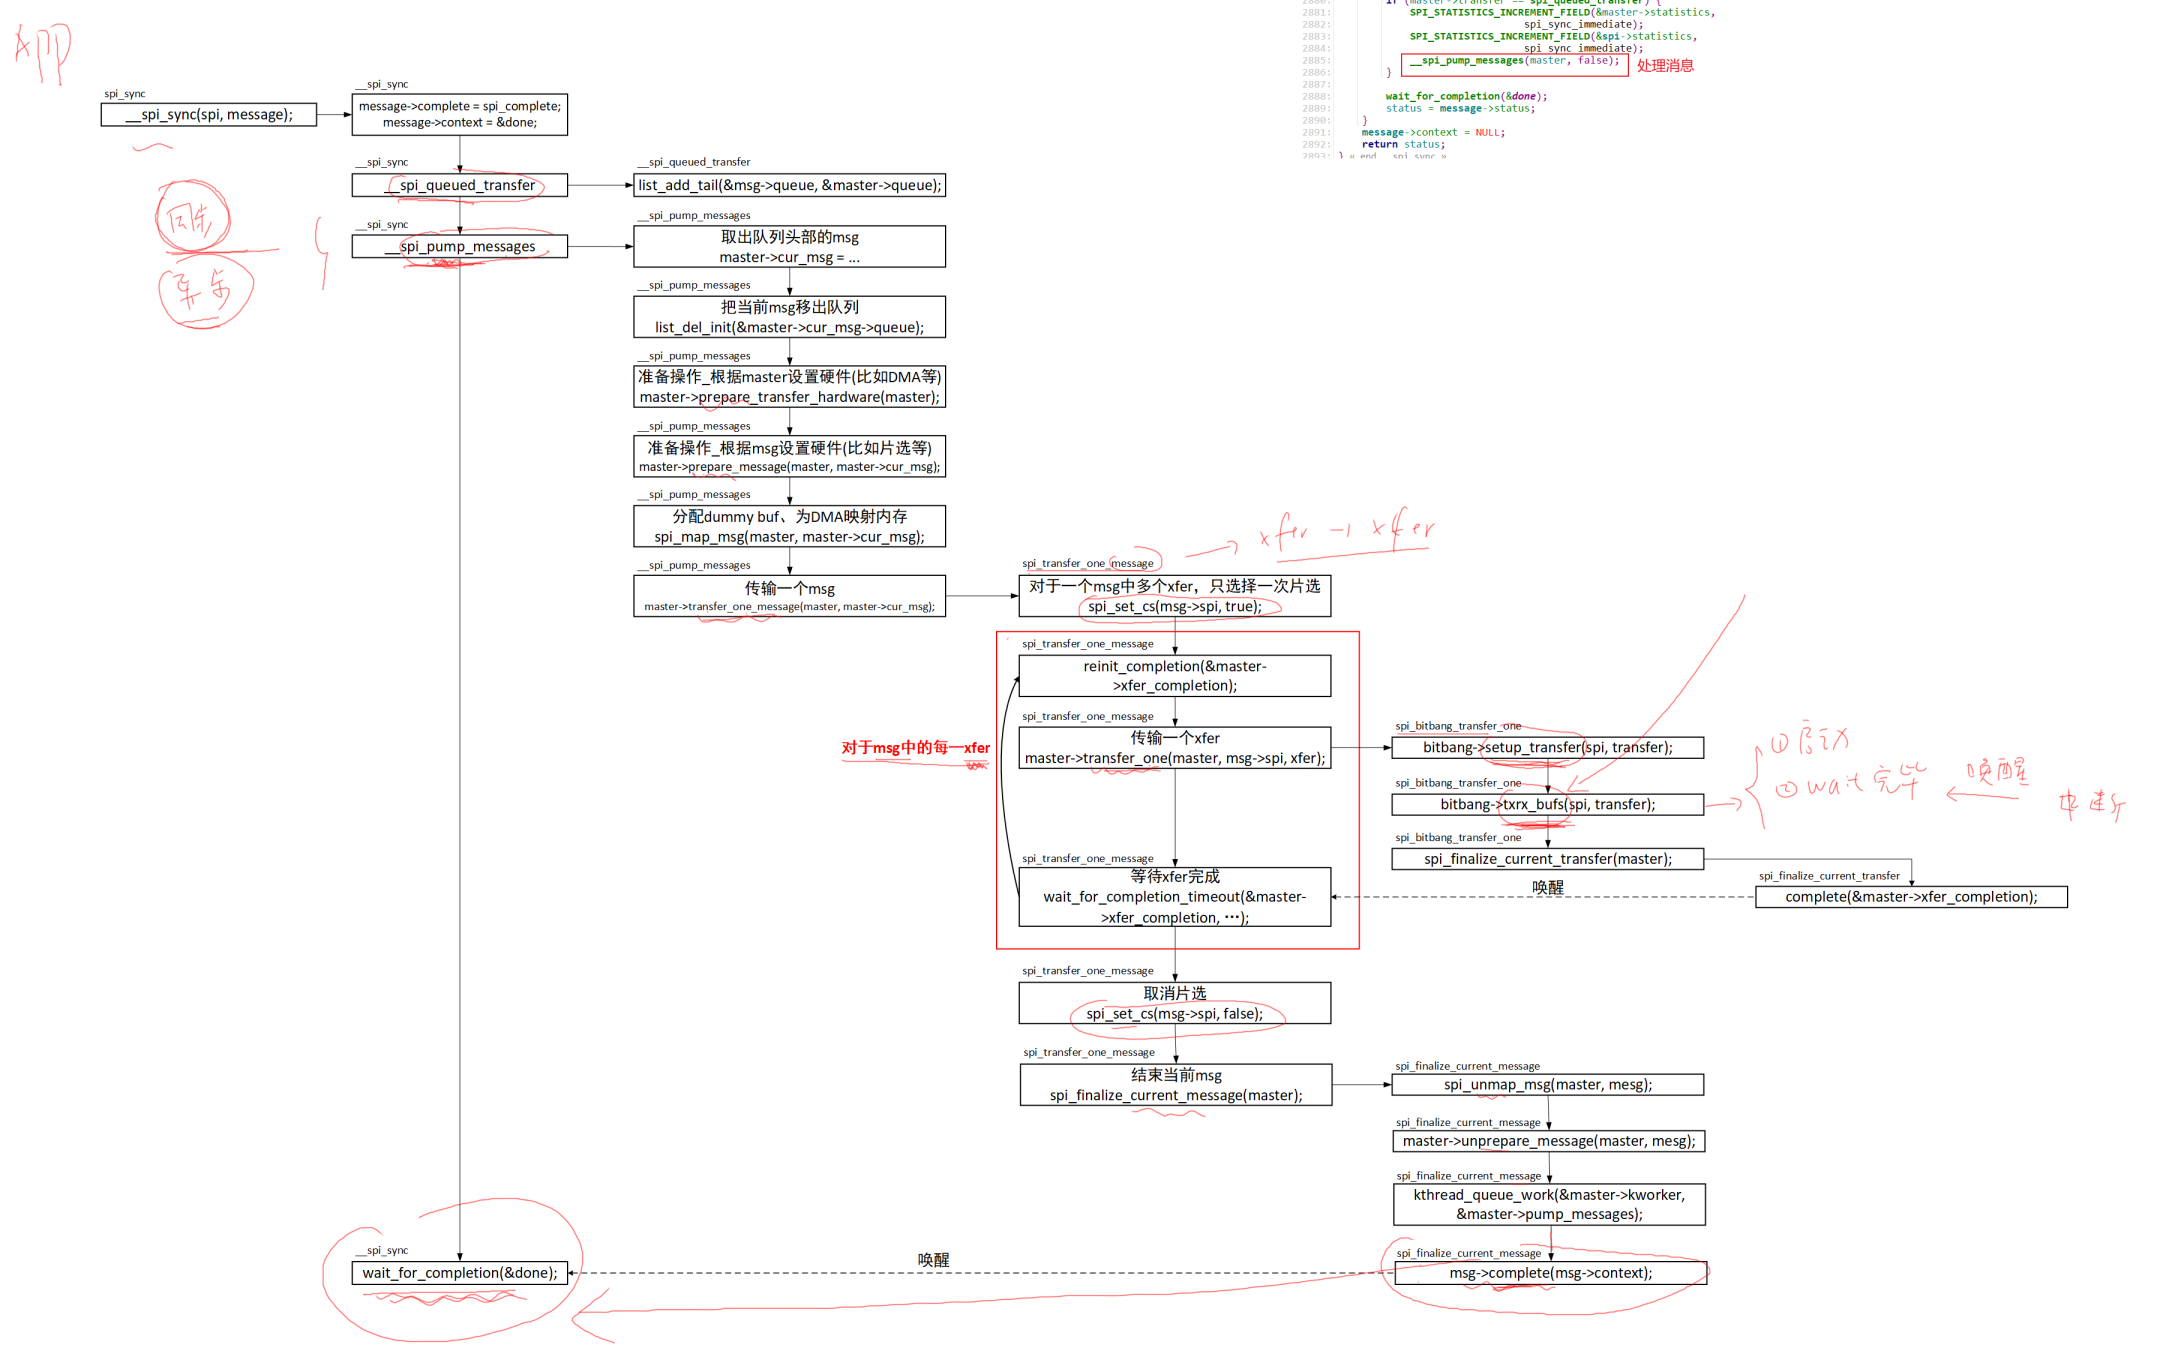 APP
2880: if (master->transfer == spi_queued_transfer) {
2881: SPI_STATISTICS_INCREMENT_FIELD(&master->statistics,
2882: spi_sync_immediate);
2883: SPI_STATISTICS_INCREMENT_FIELD(&spi->statistics,
2884: spi_sync_immediate);
2885: __spi_pump_messages(master, false); 处理消息
2886: }
2887:
2888: wait_for_completion(&done);
2889: status = message->status;
2890: }
2891: message->context = NULL;
2892: return status;
2893: } « end __spi_sync »
spi_sync
__spi_sync(spi, message);
__spi_sync
message->complete = spi_complete;
message->context = &done;
__spi_sync
__spi_queued_transfer
__spi_queued_transfer
list_add_tail(&msg->queue, &master->queue);
同步
异步
__spi_sync
__spi_pump_messages
__spi_pump_messages
取出队列头部的msg
master->cur_msg = ...
__spi_pump_messages
把当前msg移出队列
list_del_init(&master->cur_msg->queue);
__spi_pump_messages
准备操作_根据master设置硬件(比如DMA等)
master->prepare_transfer_hardware(master);
__spi_pump_messages
准备操作_根据msg设置硬件(比如片选等)
master->prepare_message(master, master->cur_msg);
__spi_pump_messages
分配dummy buf、为DMA映射内存
spi_map_msg(master, master->cur_msg);
__spi_pump_messages
传输一个msg
master->transfer_one_message(master, master->cur_msg);
xfer → xfer
spi_transfer_one_message
对于一个msg中多个xfer，只选择一次片选
spi_set_cs(msg->spi, true);
对于msg中的每一xfer
spi_transfer_one_message
reinit_completion(&master-
>xfer_completion);
spi_transfer_one_message
传输一个xfer
master->transfer_one(master, msg->spi, xfer);
spi_bitbang_transfer_one
bitbang->setup_transfer(spi, transfer);
spi_bitbang_transfer_one
bitbang->txrx_bufs(spi, transfer);
②wait 完毕
唤醒
spi_bitbang_transfer_one
spi_finalize_current_transfer(master);
spi_finalize_current_transfer
complete(&master->xfer_completion);
唤醒
spi_transfer_one_message
等待xfer完成
wait_for_completion_timeout(&master-
>xfer_completion, …);
spi_transfer_one_message
取消片选
spi_set_cs(msg->spi, false);
spi_transfer_one_message
结束当前msg
spi_finalize_current_message(master);
spi_finalize_current_message
spi_unmap_msg(master, mesg);
spi_finalize_current_message
master->unprepare_message(master, mesg);
spi_finalize_current_message
kthread_queue_work(&master->kworker,
&master->pump_messages);
spi_finalize_current_message
msg->complete(msg->context);
唤醒
__spi_sync
wait_for_completion(&done);